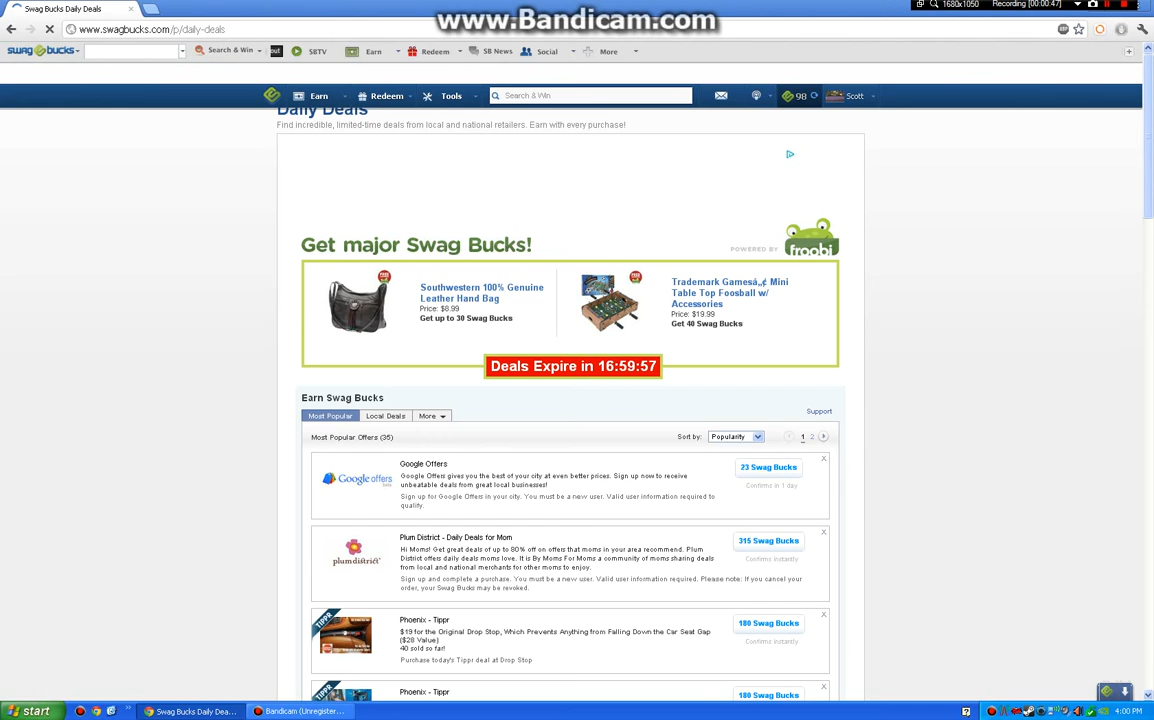 www.Bandicam.com
Swag Bucks Daily Deals
1680x1050 Recording [0:00:47]
www.swagbucks.com/p/daily-deals
swag bucks Search & Win out SBTV Earn Redeem SB News Social More
Earn Redeem Tools Search & Win 98 Scott
Daily Deals
Find incredible, limited-time deals from local and national retailers. Earn with every purchase!
Get major Swag Bucks!
POWERED BY
froobi
Southwestern 100% Genuine
Leather Hand Bag
Price: $8.99
Get up to 30 Swag Bucks
Trademark Gamesâ„¢ Mini
Table Top Foosball w/
Accessories
Price: $19.99
Get 40 Swag Bucks
Deals Expire in 16:59:57
Earn Swag Bucks
Most Popular Local Deals More
Support
Most Popular Offers (35)
Sort by: Popularity 1 2
Google offers
beta
Google Offers
Google Offers gives you the best of your city at even better prices. Sign up now to receive
unbeatable deals from great local businesses!
Sign up for Google Offers in your city. You must be a new user. Valid user information required to
qualify.
X
23 Swag Bucks
Confirms in 1 day
plumdistrict
Plum District - Daily Deals for Mom
Hi Moms! Get great deals of up to 80% off on offers that moms in your area recommend. Plum
District offers daily deals moms love. It is By Moms For Moms a community of moms sharing deals
from local and national merchants for other moms to enjoy.
Sign up and complete a purchase. You must be a new user. Valid user information required. Please note: If you cancel
your order, your Swag Bucks may be revoked.
X
315 Swag Bucks
Confirms instantly
TIPPR
Phoenix - Tippr
$19 for the Original Drop Stop, Which Prevents Anything from Falling Down the Car Seat Gap
($28 Value)
40 sold so far!
Purchase today's Tippr deal at Drop Stop
X
180 Swag Bucks
Confirms instantly
TIPPR
Phoenix - Tippr
X
180 Swag Bucks
start Swag Bucks Daily Dea... Bandicam (Unregister... 4:00 PM